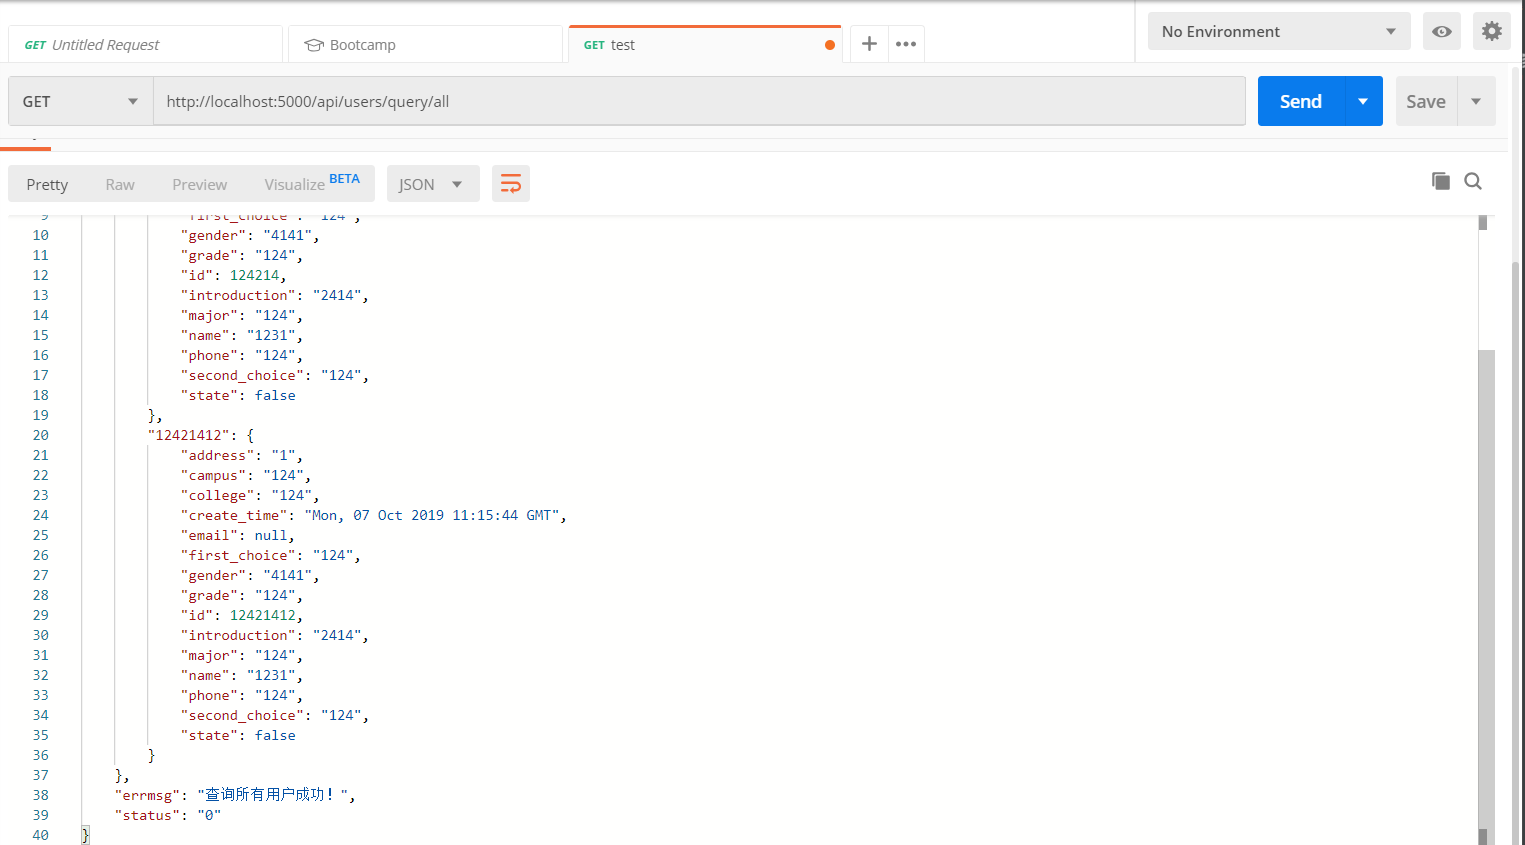 GET Untitled Request
Bootcamp
GET test
No Environment
GET
http://localhost:5000/api/users/query/all
Send
Save
Pretty
Raw
Preview
Visualize BETA
JSON
9 "first_choice": "124",
10 "gender": "4141",
11 "grade": "124",
12 "id": 124214,
13 "introduction": "2414",
14 "major": "124",
15 "name": "1231",
16 "phone": "124",
17 "second_choice": "124",
18 "state": false
19 },
20 "12421412": {
21 "address": "1",
22 "campus": "124",
23 "college": "124",
24 "create_time": "Mon, 07 Oct 2019 11:15:44 GMT",
25 "email": null,
26 "first_choice": "124",
27 "gender": "4141",
28 "grade": "124",
29 "id": 12421412,
30 "introduction": "2414",
31 "major": "124",
32 "name": "1231",
33 "phone": "124",
34 "second_choice": "124",
35 "state": false
36 }
37 },
38 "errmsg": "查询所有用户成功！",
39 "status": "0"
40 }